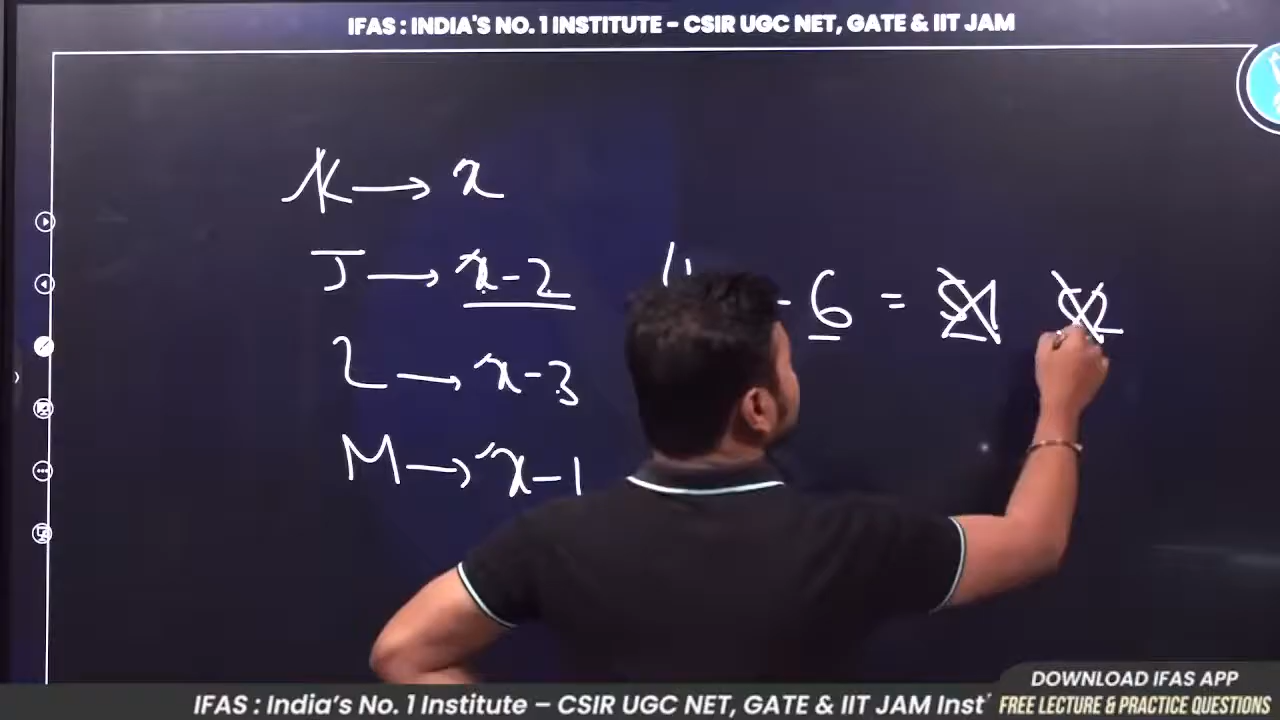 IFAS : INDIA'S NO. 1 INSTITUTE - CSIR UGC NET, GATE & IIT JAM
K → x
J → x-2
L → x-3
M → x-1
4 - 6 =
DOWNLOAD IFAS APP
IFAS : India's No. 1 Institute – CSIR UGC NET, GATE & IIT JAM Inst
FREE LECTURE & PRACTICE QUESTIONS